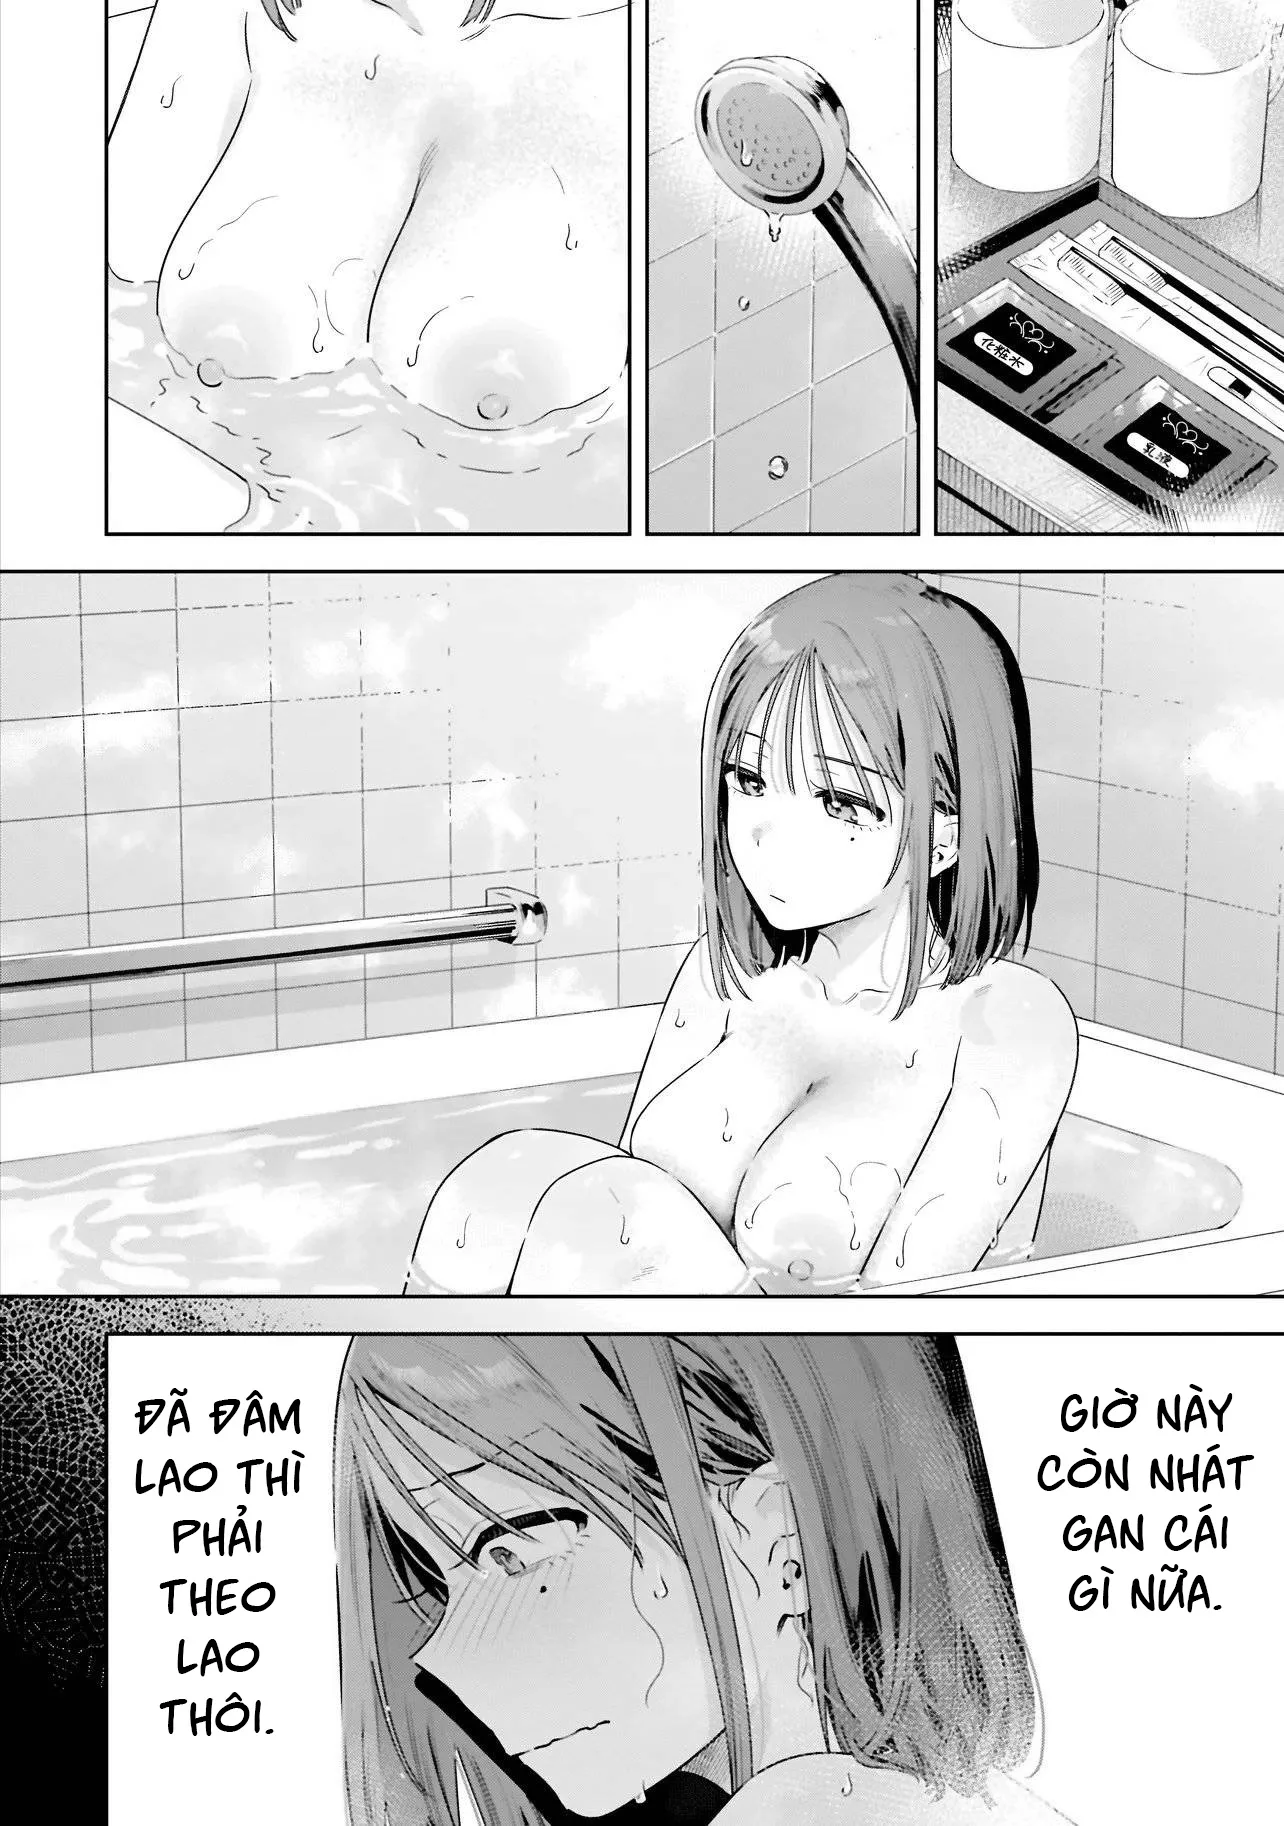 化粧水
乳液
GIỜ NÀY
CÒN NHÁT
GAN CÁI
GÌ NỮA.
ĐÃ ĐÂM
LAO THÌ
PHẢI
THEO
LAO
THÔI.